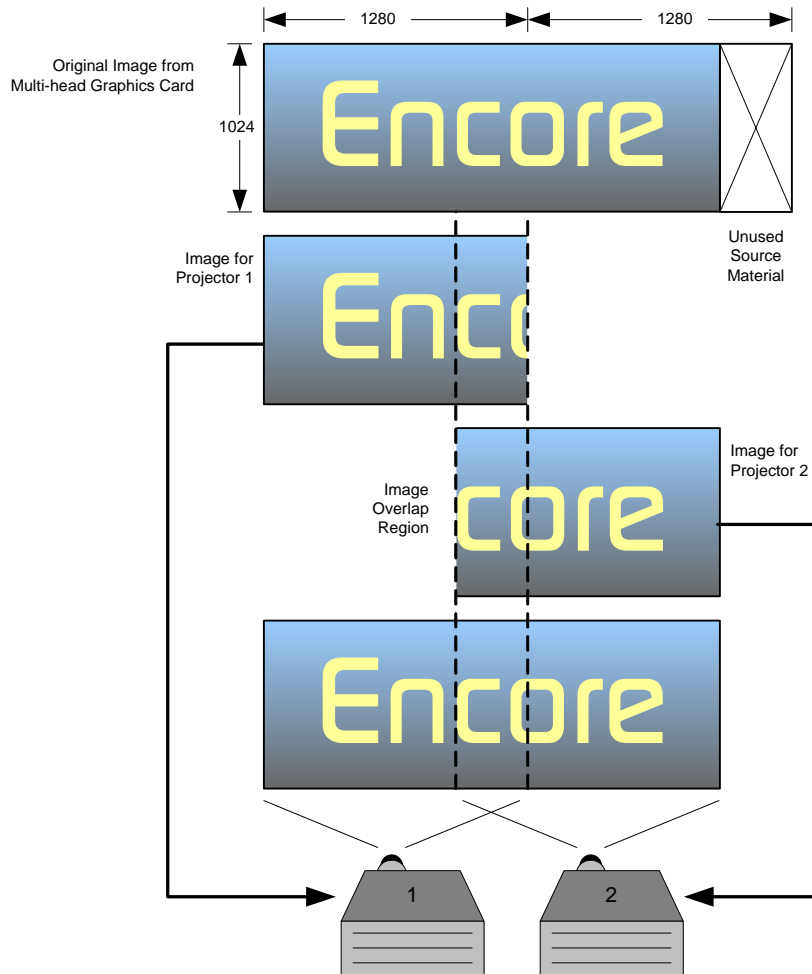 1280
1280
Original Image from
Multi-head Graphics Card
1024
Encore
Unused
Source
Material
Image for
Projector 1
Enco
Image for
Projector 2
Image
Overlap
Region
core
Encore
1
2